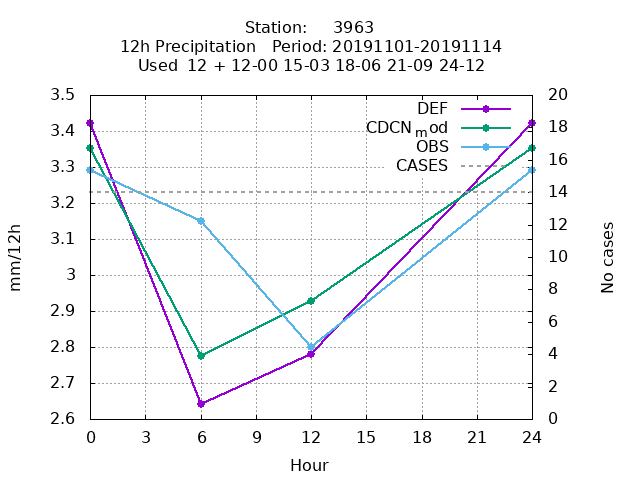 Station:     3963
12h Precipitation   Period: 20191101-20191114
Used  12 + 12-00 15-03 18-06 21-09 24-12
3.5
3.4
3.3
3.2
3.1
3
2.9
2.8
2.7
2.6
mm/12h
DEF
CDCNmod
OBS
CASES
20
18
16
14
12
10
8
6
4
2
0
No cases
0 3 6 9 12 15 18 21 24
Hour